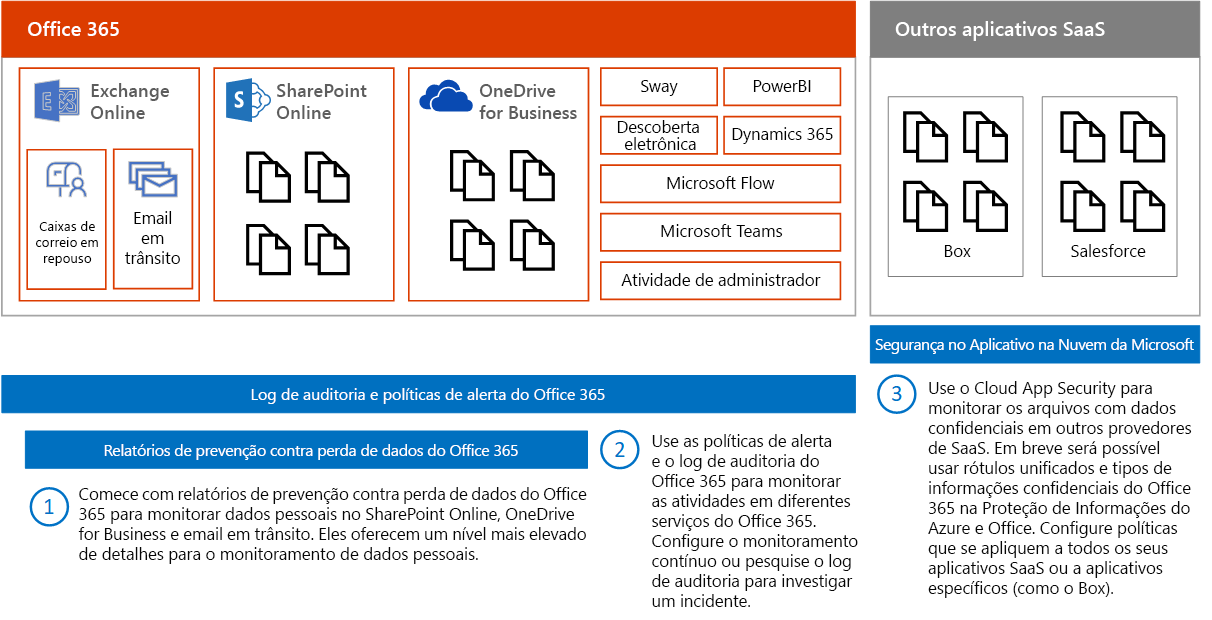 Office 365
Exchange
Online
Caixas de
correio em
repouso
Email
em
trânsito
SharePoint
Online
OneDrive
for Business
Sway
PowerBI
Descoberta
eletrônica
Dynamics 365
Microsoft Flow
Microsoft Teams
Atividade de administrador
Outros aplicativos SaaS
Box
Salesforce
Log de auditoria e políticas de alerta do Office 365
Relatórios de prevenção contra perda de dados do Office 365
1
Comece com relatórios de prevenção contra perda de dados do Office
365 para monitorar dados pessoais no SharePoint Online, OneDrive
for Business e email em trânsito. Eles oferecem um nível mais elevado
de detalhes para o monitoramento de dados pessoais.
2
Use as políticas de alerta
e o log de auditoria do
Office 365 para monitorar
as atividades em diferentes
serviços do Office 365.
Configure o monitoramento
contínuo ou pesquise o log
de auditoria para investigar
um incidente.
Segurança no Aplicativo na Nuvem da Microsoft
3
Use o Cloud App Security para
monitorar os arquivos com dados
confidenciais em outros provedores
de SaaS. Em breve será possível
usar rótulos unificados e tipos de
informações confidenciais do Office
365 na Proteção de Informações do
Azure e Office. Configure políticas
que se apliquem a todos os seus
aplicativos SaaS ou a aplicativos
específicos (como o Box).